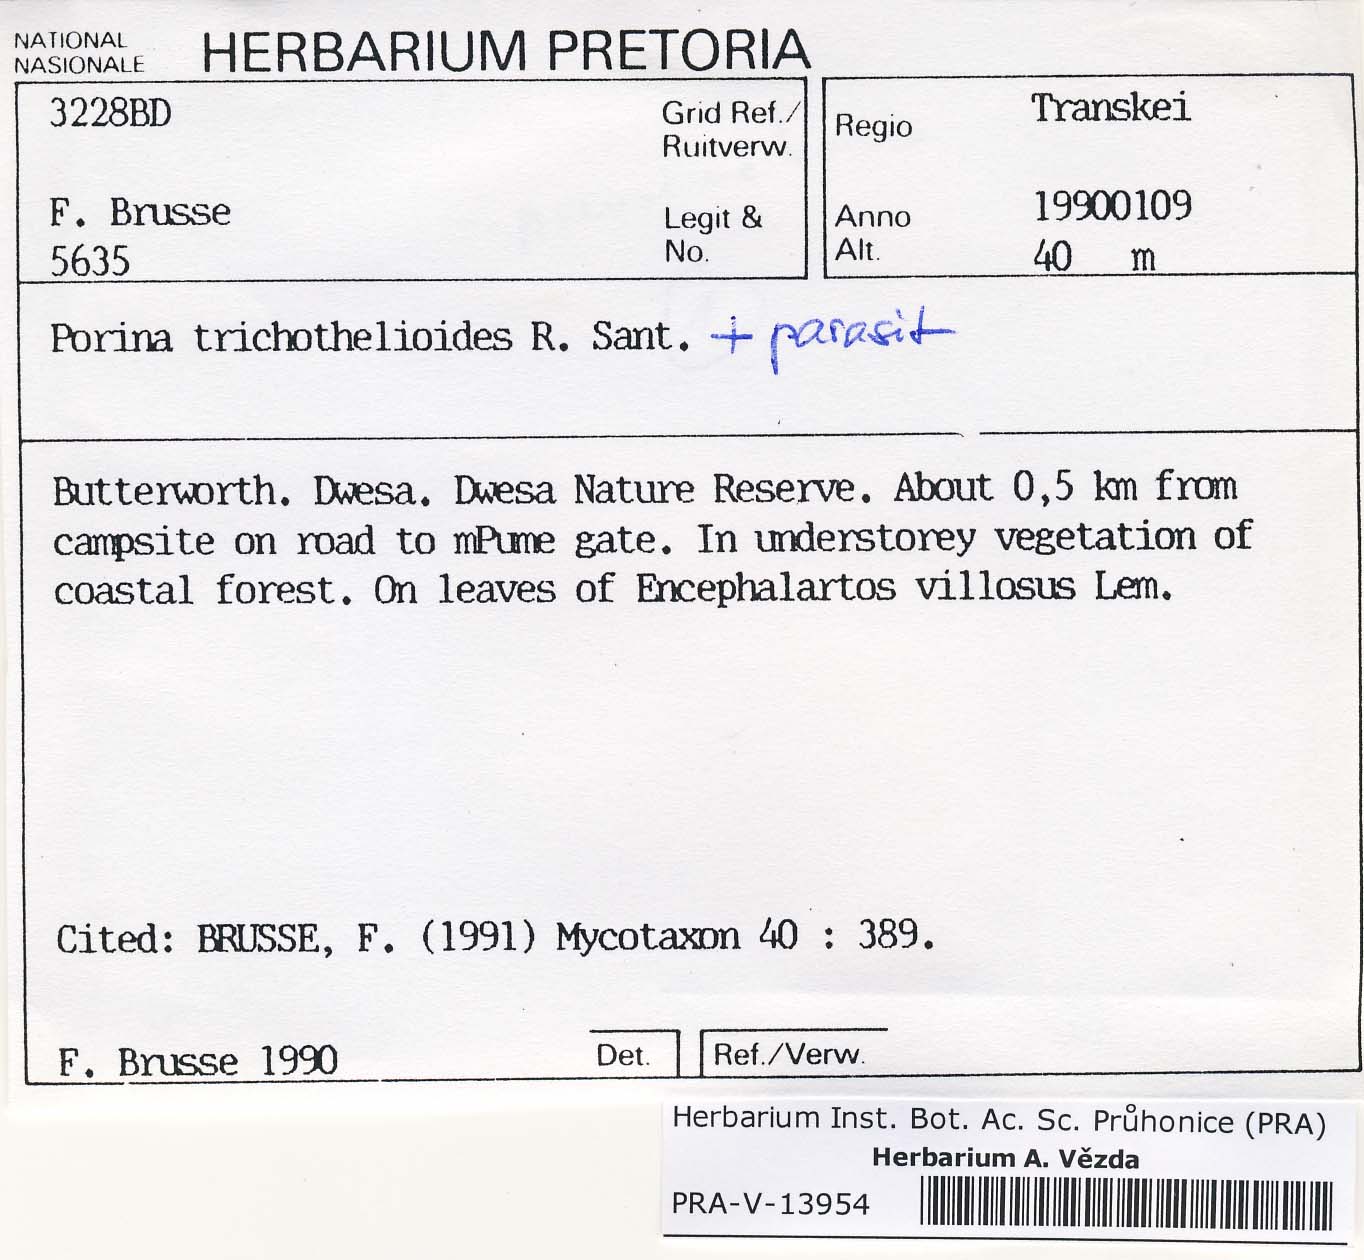 NATIONAL
NASIONALE
HERBARIUM PRETORIA
3228BD
Grid Ref./
Ruitverw.
Regio
Transkei
F. Brusse
5635
Legit &
No.
Anno
19900109
Alt.
40 m
Porina trichothelioides R. Sant. + parasit
Butterworth. Dwesa. Dwesa Nature Reserve. About 0,5 km from
campsite on road to mPume gate. In understorey vegetation of
coastal forest. On leaves of Encephalartos villosus Lem.
Cited: BRUSSE, F. (1991) Mycotaxon 40 : 389.
F. Brusse 1990
Det.
Ref./Verw.
Herbarium Inst. Bot. Ac. Sc. Průhonice (PRA)
Herbarium A. Vězda
PRA-V-13954